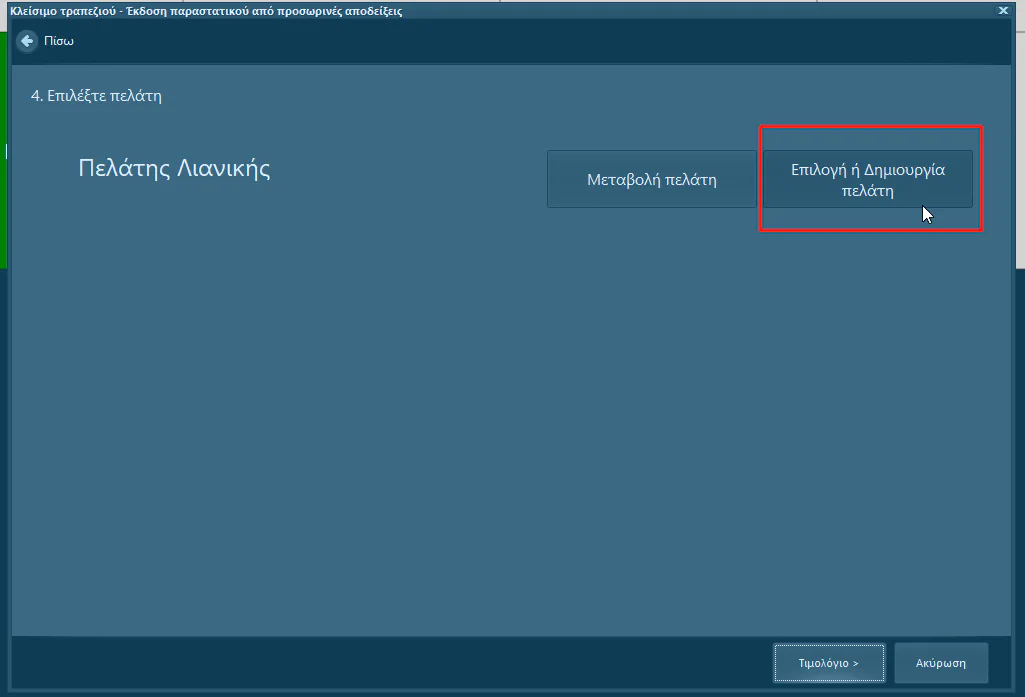 Κλείσιμο τραπεζιού - Έκδοση παραστατικού από προσωρινές αποδείξεις
Πίσω
4. Επιλέξτε πελάτη
Πελάτης Λιανικής
Μεταβολή πελάτη
Επιλογή ή Δημιουργία
πελάτη
Τιμολόγιο >
Ακύρωση